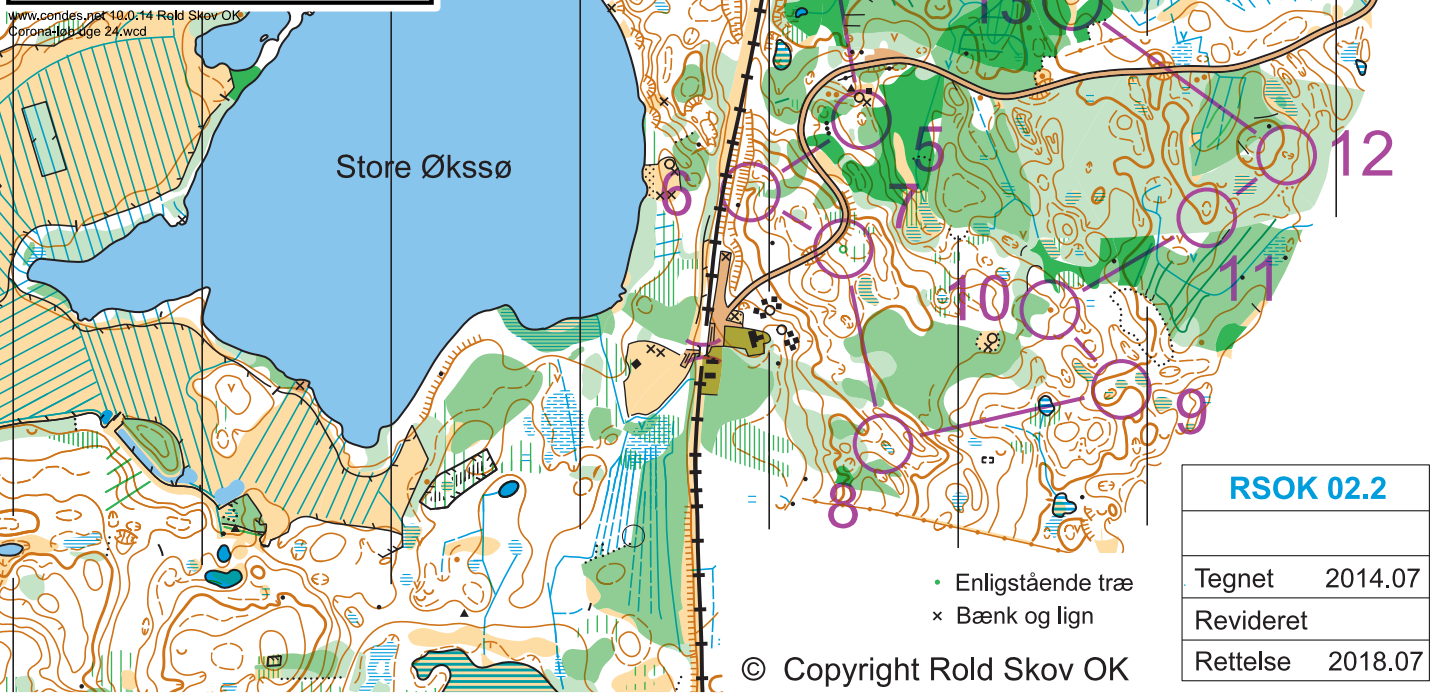 www.condes.net 10.0.14 Rold Skov OK
Corona-løb uge 24.wcd
13
12
5
Store Økssø
6
7
11
10
9
8
RSOK 02.2
Tegnet 2014.07
Revideret
Rettelse 2018.07
Enligstående træ
× Bænk og lign
© Copyright Rold Skov OK